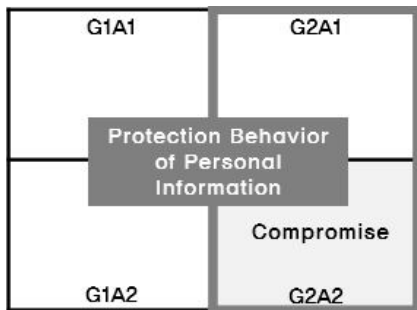 G1A1
G2A1
Protection Behavior
of Personal
Information
Compromise
G1A2
G2A2